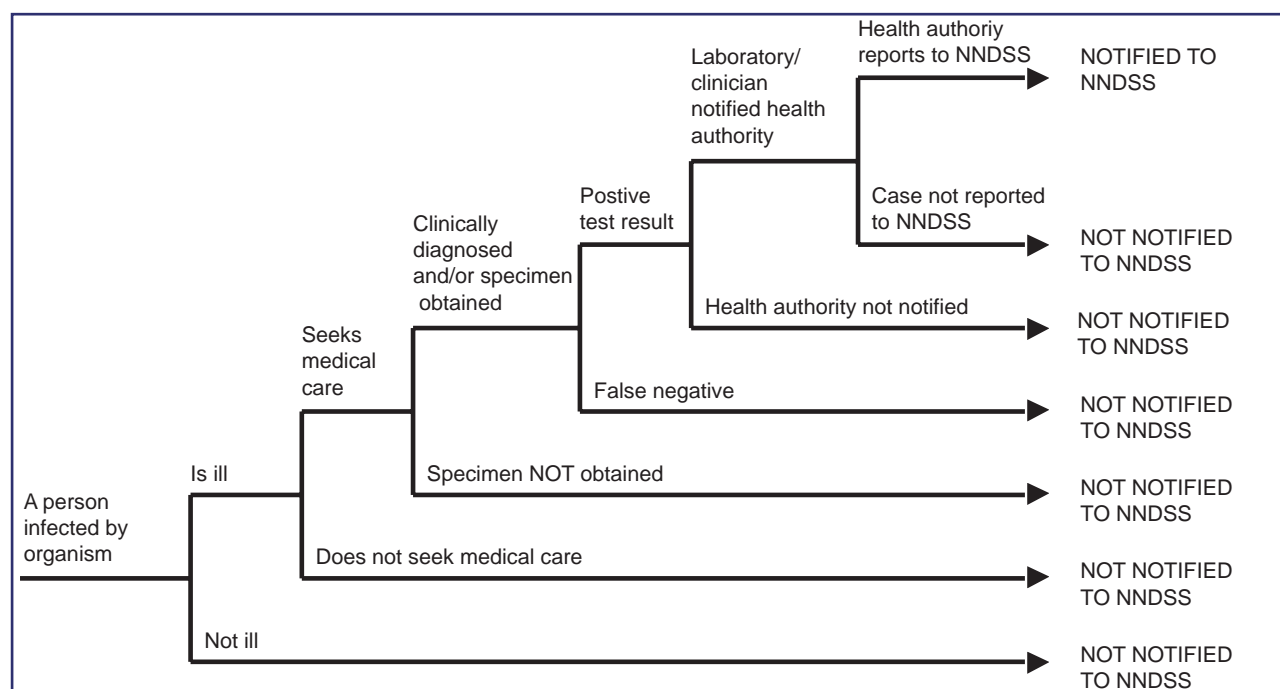 Health authoriy
reports to NNDSS
NOTIFIED TO
NNDSS
Laboratory/
clinician
notified health
authority
Case not reported
to NNDSS
NOT NOTIFIED
TO NNDSS
Postive
test result
Health authority not notified
NOT NOTIFIED
TO NNDSS
Clinically
diagnosed
and/or specimen
obtained
False negative
NOT NOTIFIED
TO NNDSS
Seeks
medical
care
Specimen NOT obtained
NOT NOTIFIED
TO NNDSS
Is ill
Does not seek medical care
NOT NOTIFIED
TO NNDSS
A person
infected by
organism
Not ill
NOT NOTIFIED
TO NNDSS